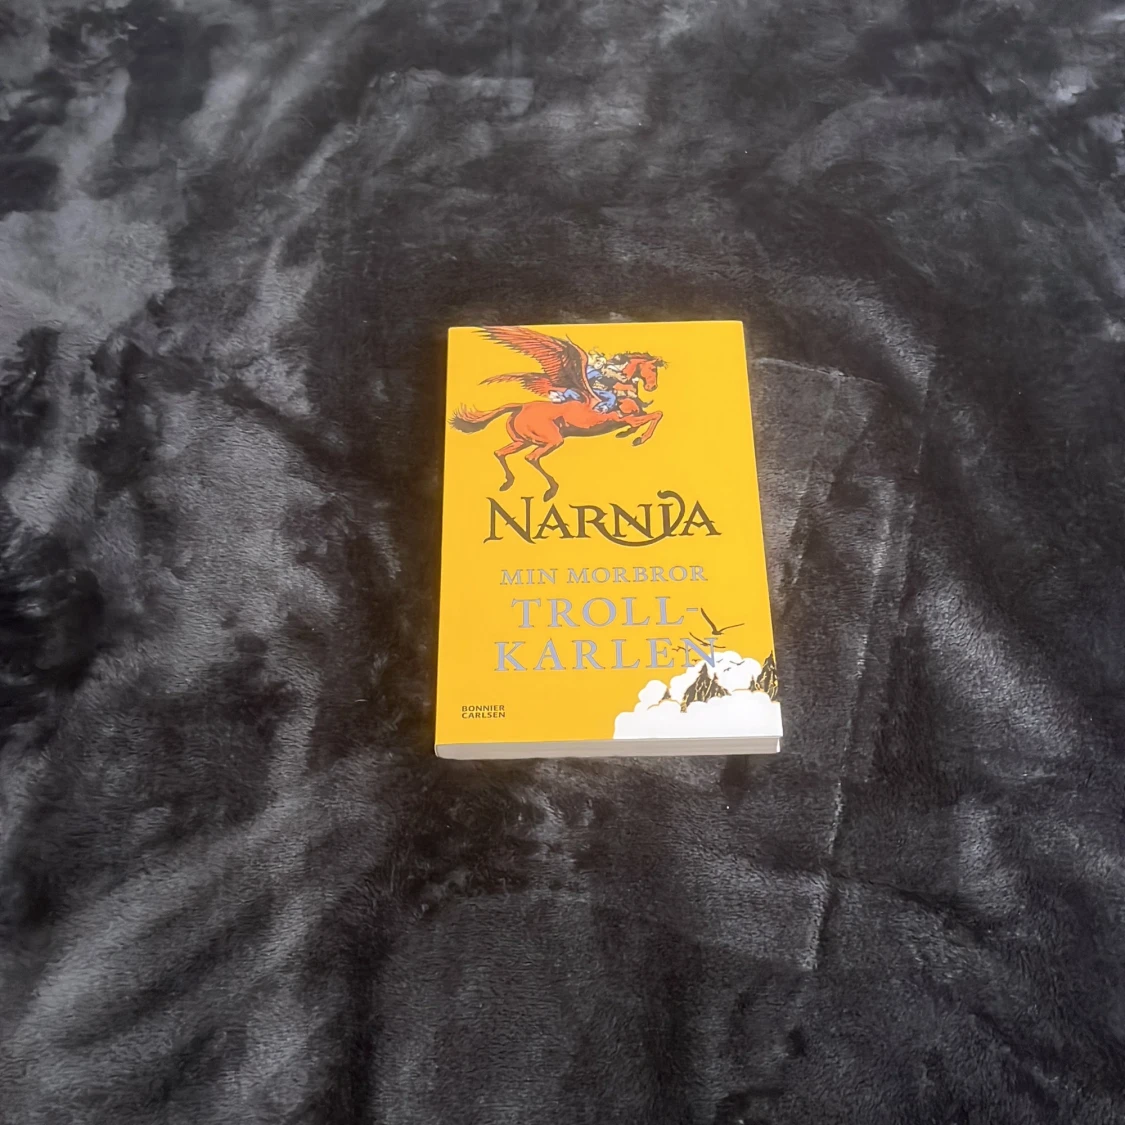 NARNIA
MIN MORBROR
TROLL-
KARLEN
BONNIER
CARLSEN